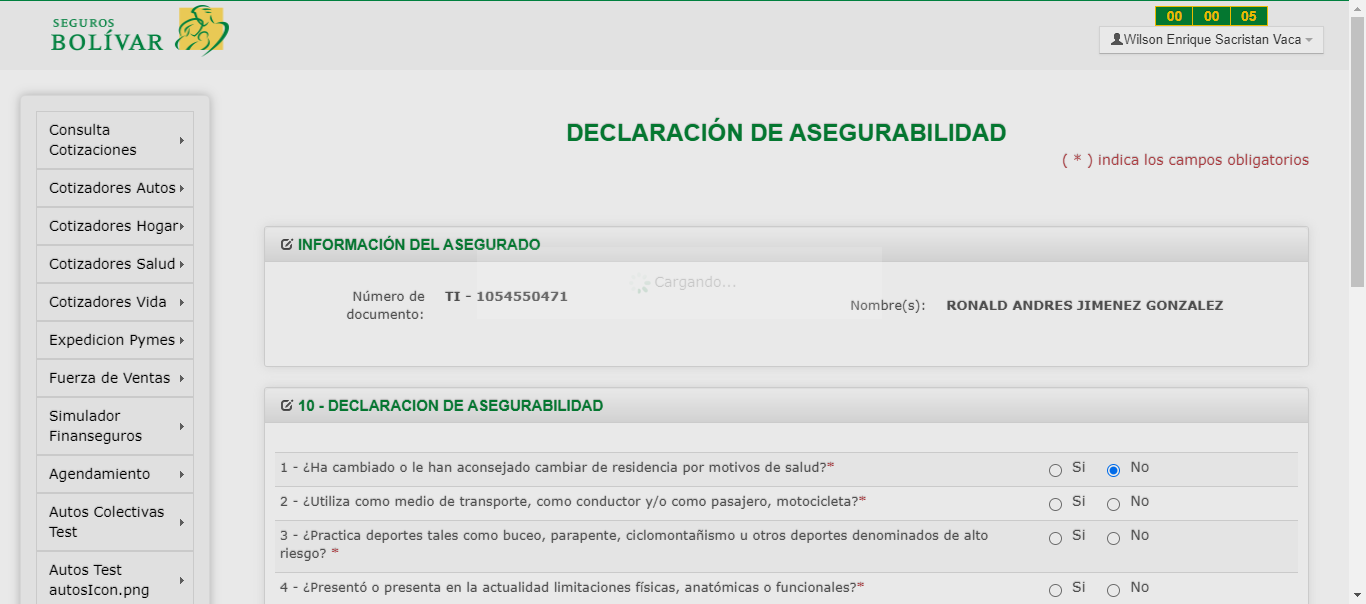 SEGUROS
BOLÍVAR
00 00 05
Wilson Enrique Sacristan Vaca
Consulta
Cotizaciones
Cotizadores Autos
Cotizadores Hogar
Cotizadores Salud
Cotizadores Vida
Expedicion Pymes
Fuerza de Ventas
Simulador
Finanseguros
Agendamiento
Autos Colectivas
Test
Autos Test
autosIcon.png
DECLARACIÓN DE ASEGURABILIDAD
( * ) indica los campos obligatorios
INFORMACIÓN DEL ASEGURADO
Cargando...
Número de
documento:
TI - 1054550471
Nombre(s): RONALD ANDRES JIMENEZ GONZALEZ
10 - DECLARACION DE ASEGURABILIDAD
1 - ¿Ha cambiado o le han aconsejado cambiar de residencia por motivos de salud?* Si No
2 - ¿Utiliza como medio de transporte, como conductor y/o como pasajero, motocicleta?* Si No
3 - ¿Practica deportes tales como buceo, parapente, ciclomontañismo u otros deportes denominados de alto
riesgo? * Si No
4 - ¿Presentó o presenta en la actualidad limitaciones físicas, anatómicas o funcionales?* Si No